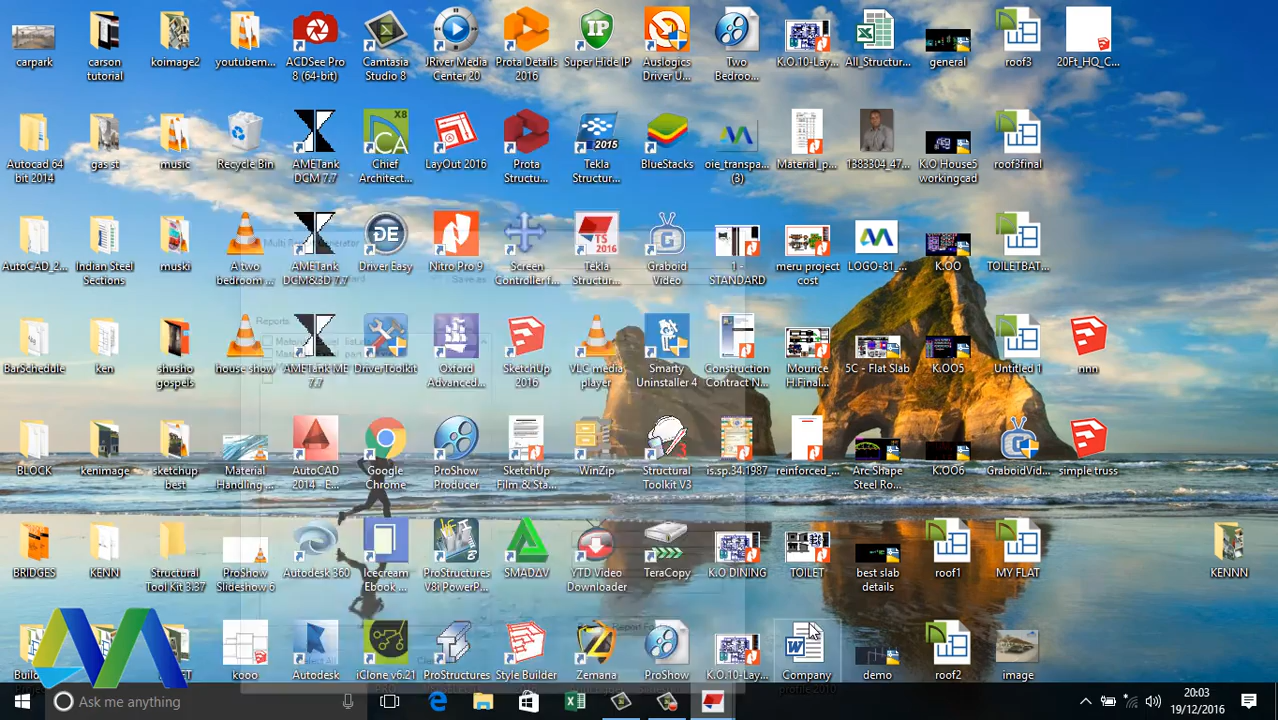 carpark
carson
tutorial
koimage2
youtubem...
ACDSee Pro
8 (64-bit)
Camtasia
Studio 8
JRiver Media
Center 20
Prota Details
2016
Super Hide IP
Auslogics
Driver U...
Two
Bedroo...
K.O.10-Lay...
All_Structur...
general
roof3
20Ft_HQ_C...
Autocad 64
bit 2014
gas st
music
Recycle Bin
AMETank
DCM 7.7
Chief
Architect...
LayOut 2016
Prota
Structu...
Tekla
Structur...
BlueStacks
oie_transpa...
(3)
Material_p...
1383304_47...
K.O House5
workingcad
roof3final
AutoCAD_2...
Indian Steel
Sections
muski
A two
bedroom ...
AMETank
DCM&3D 7.7
Driver Easy
Nitro Pro 9
Screen
Controller f...
Tekla
Structur...
Graboid
Video
1 -
STANDARD
meru project
cost
LOGO-81_...
K.OO
TOILETBAT...
Save as
Reports
BarSchedule
ken
shusho
gospels
house show
AMETank ME
7.7
DriverToolkit
Oxford
Advanced...
SketchUp
2016
VLC media
player
Smarty
Uninstaller 4
Construction
Contract N...
Mourice
H.Final...
5C - Flat Slab
K.OO5
Untitled 1
nnn
BLOCK
kenimage
sketchup
best
Material
Handling ...
AutoCAD
2014 - E...
Google
Chrome
ProShow
Producer
SketchUp
Film & Sta...
WinZip
Structural
Toolkit V3
is.sp.34.1987
reinforced_...
Arc Shape
Steel Ro...
K.OO6
GraboidVid...
simple truss
BRIDGES
KENN
Structural
Tool Kit 3.37
ProShow
Slideshow 6
Autodesk 360
Icecream
Ebook ...
ProStructures
V8i PowerP...
SMADAV
YTD Video
Downloader
TeraCopy
K.O DINING
TOILET
best slab
details
roof1
MY FLAT
KENNN
kooo
Autodesk
iClone v6.21
PRO
ProStructures
Style Builder
Zemana
ProShow
K.O.10-Lay...
Company
profile 2010
demo
roof2
image
Ask me anything
20:03
19/12/2016